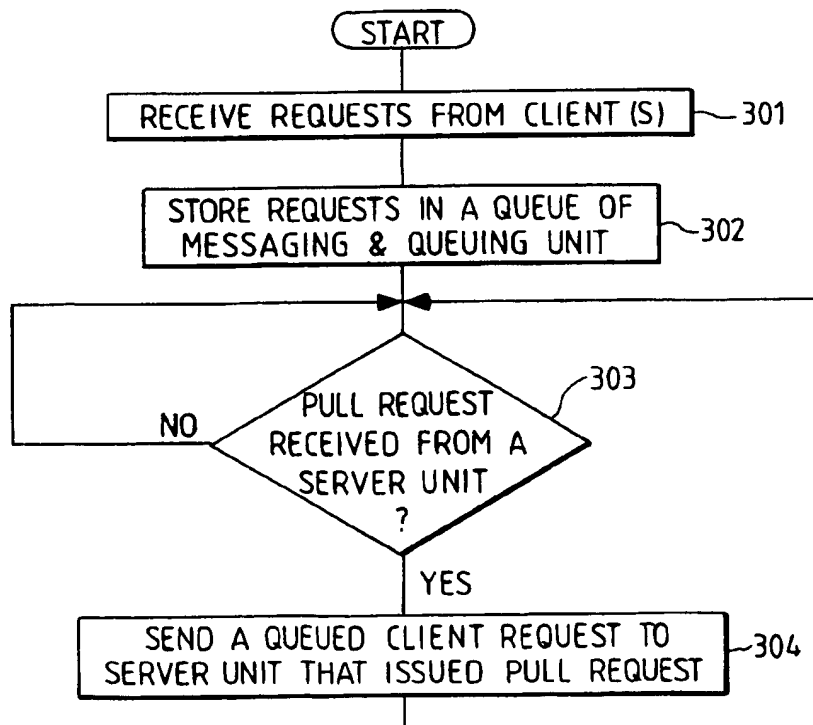 START
RECEIVE REQUESTS FROM CLIENT(S)
301
STORE REQUESTS IN A QUEUE OF
MESSAGING & QUEUING UNIT
302
303
PULL REQUEST
RECEIVED FROM A
SERVER UNIT
?
NO
YES
SEND A QUEUED CLIENT REQUEST TO
SERVER UNIT THAT ISSUED PULL REQUEST
304